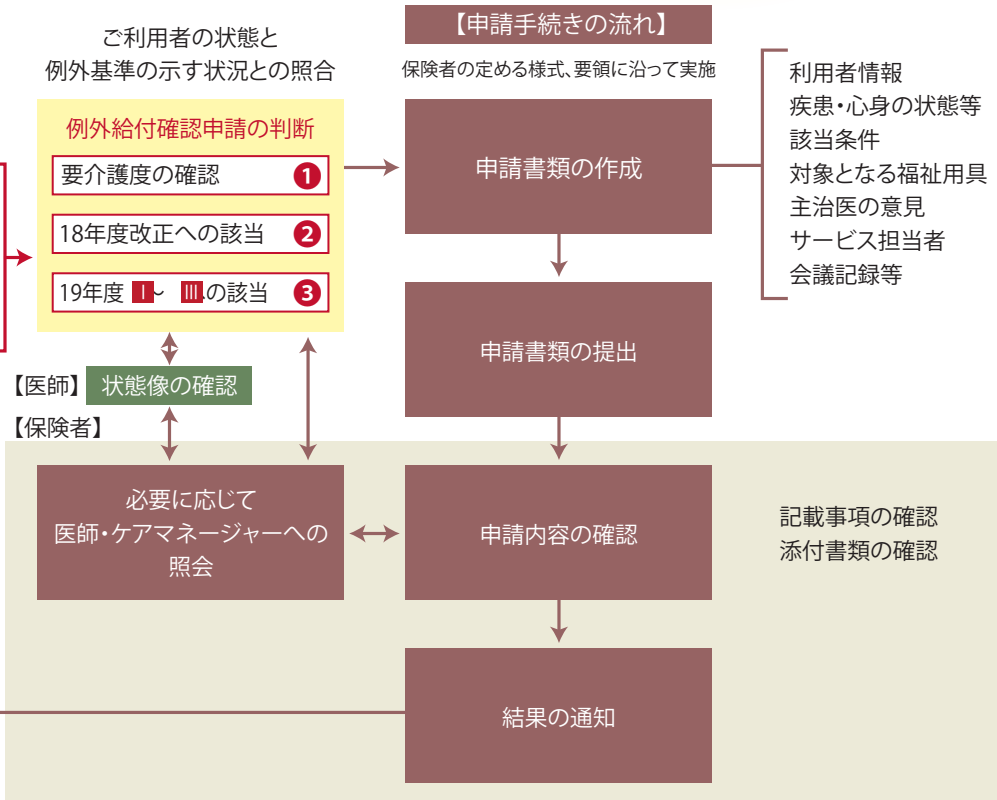 ご利用者の状態と
例外基準の示す状況との照合
例外給付確認申請の判断
要介護度の確認 ❶
18年度改正への該当 ❷
19年度 Ⅰ～ Ⅲの該当 ❸
【医師】 状態像の確認
【保険者】
必要に応じて
医師・ケアマネージャーへの
照会
【申請手続きの流れ】
保険者の定める様式、要領に沿って実施
申請書類の作成
申請書類の提出
申請内容の確認
結果の通知
利用者情報
疾患・心身の状態等
該当条件
対象となる福祉用具
主治医の意見
サービス担当者
会議記録等
記載事項の確認
添付書類の確認